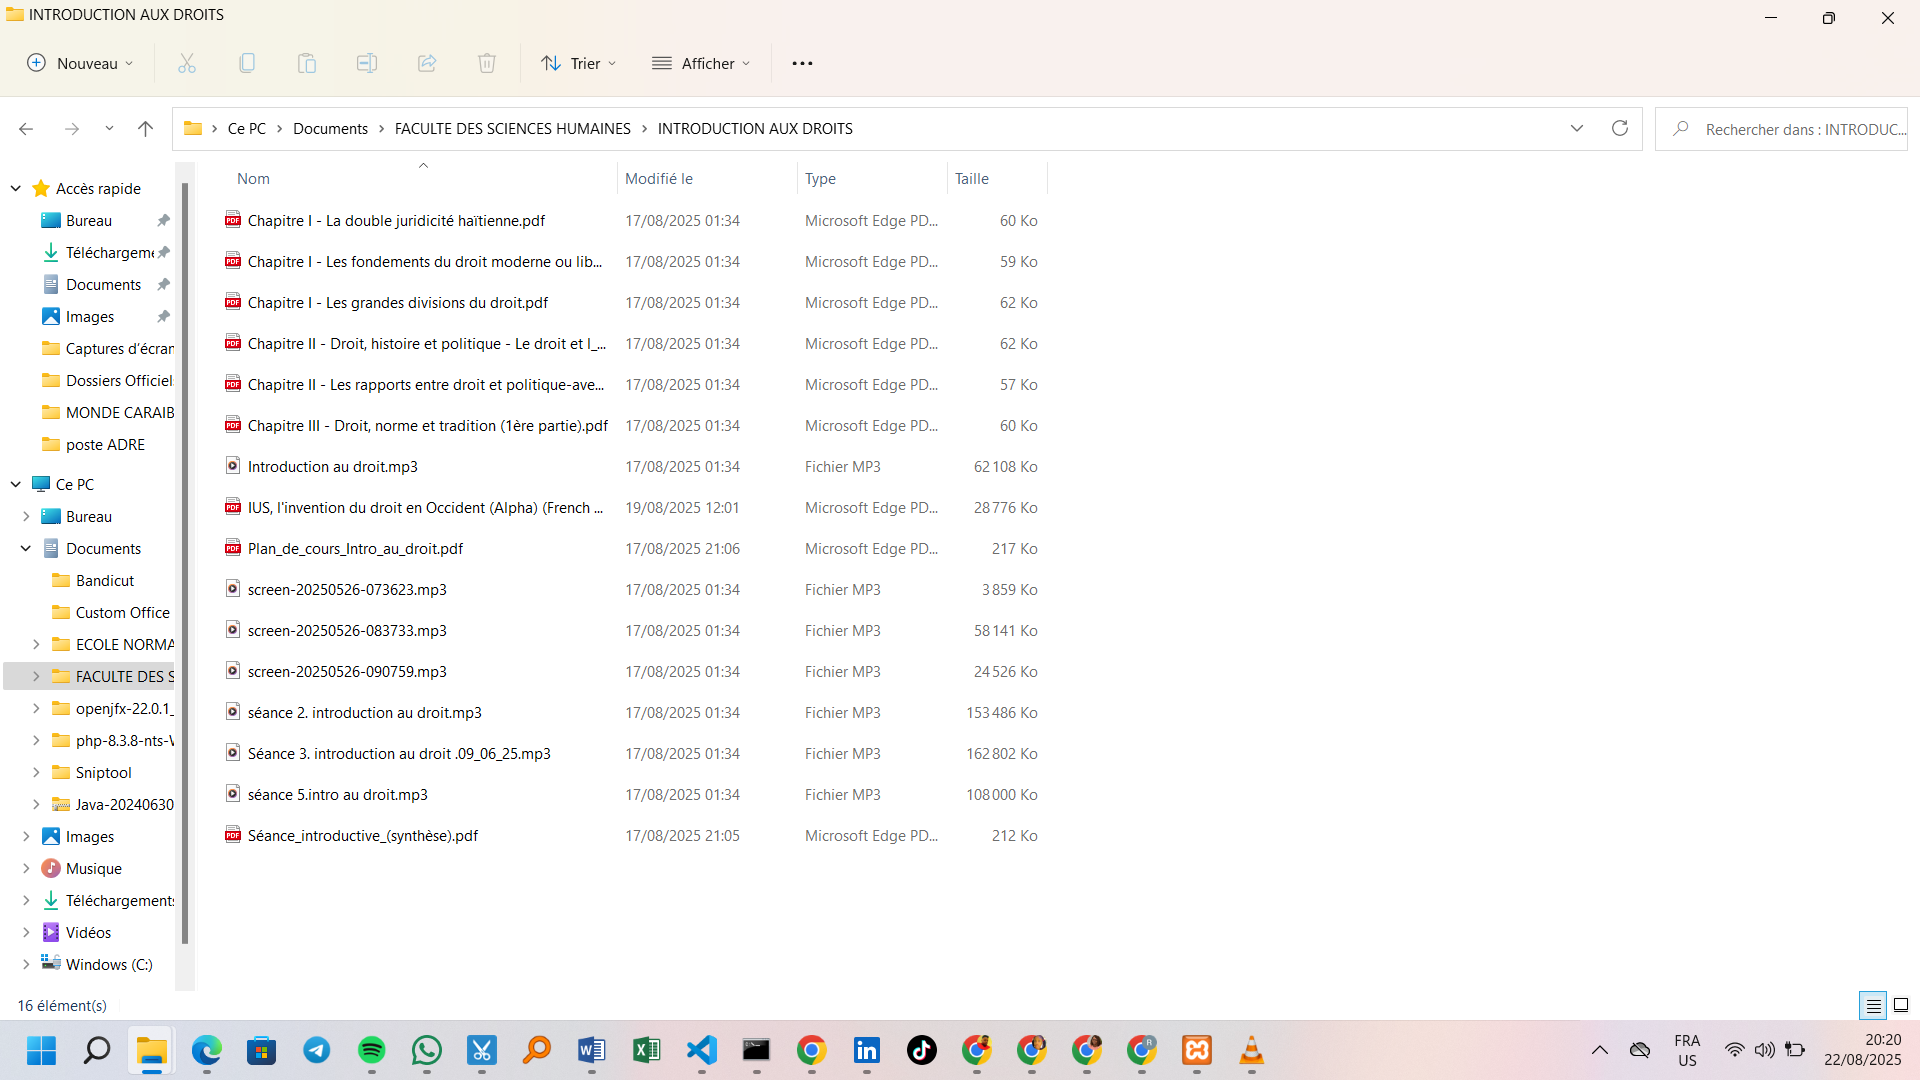 INTRODUCTION AUX DROITS
Nouveau Trier Afficher
Ce PC Documents FACULTE DES SCIENCES HUMAINES INTRODUCTION AUX DROITS
Rechercher dans : INTRODUC...
Accès rapide
Bureau
Téléchargeme
Documents
Images
Captures d'écran
Dossiers Officiel
MONDE CARAIB
poste ADRE
Ce PC
Bureau
Documents
Bandicut
Custom Office
ECOLE NORMA
FACULTE DES S
openjfx-22.0.1_
php-8.3.8-nts-V
Sniptool
Java-20240630
Images
Musique
Téléchargements
Vidéos
Windows (C:)
Nom Modifié le Type Taille
Chapitre I - La double juridicité haïtienne.pdf 17/08/2025 01:34 Microsoft Edge PD... 60 Ko
Chapitre I - Les fondements du droit moderne ou lib... 17/08/2025 01:34 Microsoft Edge PD... 59 Ko
Chapitre I - Les grandes divisions du droit.pdf 17/08/2025 01:34 Microsoft Edge PD... 62 Ko
Chapitre II - Droit, histoire et politique - Le droit et l_... 17/08/2025 01:34 Microsoft Edge PD... 62 Ko
Chapitre II - Les rapports entre droit et politique-ave... 17/08/2025 01:34 Microsoft Edge PD... 57 Ko
Chapitre III - Droit, norme et tradition (1ère partie).pdf 17/08/2025 01:34 Microsoft Edge PD... 60 Ko
Introduction au droit.mp3 17/08/2025 01:34 Fichier MP3 62 108 Ko
IUS, l'invention du droit en Occident (Alpha) (French ... 19/08/2025 12:01 Microsoft Edge PD... 28 776 Ko
Plan_de_cours_Intro_au_droit.pdf 17/08/2025 21:06 Microsoft Edge PD... 217 Ko
screen-20250526-073623.mp3 17/08/2025 01:34 Fichier MP3 3 859 Ko
screen-20250526-083733.mp3 17/08/2025 01:34 Fichier MP3 58 141 Ko
screen-20250526-090759.mp3 17/08/2025 01:34 Fichier MP3 24 526 Ko
séance 2. introduction au droit.mp3 17/08/2025 01:34 Fichier MP3 153 486 Ko
Séance 3. introduction au droit .09_06_25.mp3 17/08/2025 01:34 Fichier MP3 162 802 Ko
séance 5.intro au droit.mp3 17/08/2025 01:34 Fichier MP3 108 000 Ko
Séance_introductive_(synthèse).pdf 17/08/2025 21:05 Microsoft Edge PD... 212 Ko
16 élément(s)
FRA
US
20:20
22/08/2025